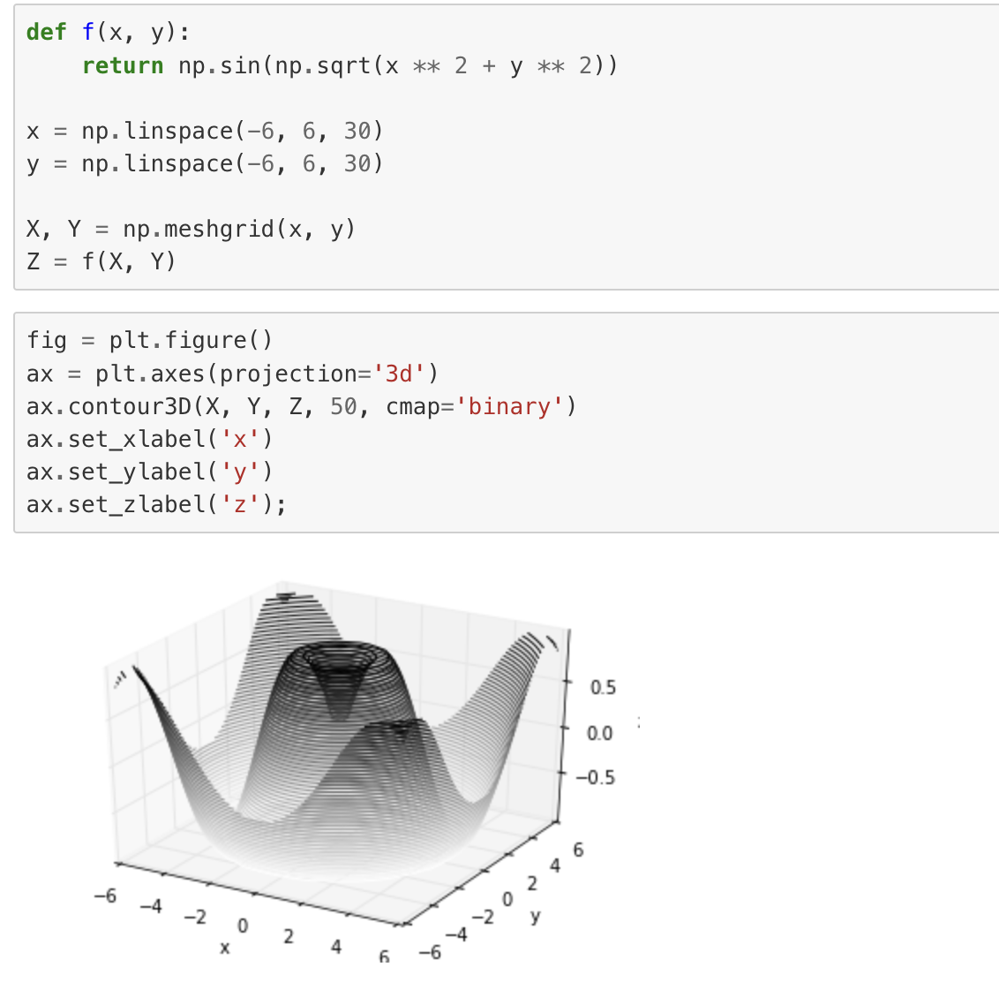 def f(x, y):
    return np.sin(np.sqrt(x ** 2 + y ** 2))
x = np.linspace(-6, 6, 30)
y = np.linspace(-6, 6, 30)
X, Y = np.meshgrid(x, y)
Z = f(X, Y)
fig = plt.figure()
ax = plt.axes(projection='3d')
ax.contour3D(X, Y, Z, 50, cmap='binary')
ax.set_xlabel('x')
ax.set_ylabel('y')
ax.set_zlabel('z');
0.5
0.0
−0.5
−6 −4 −2 0 2 4 6
x
−6 −4 −2 0 2 4 6
y